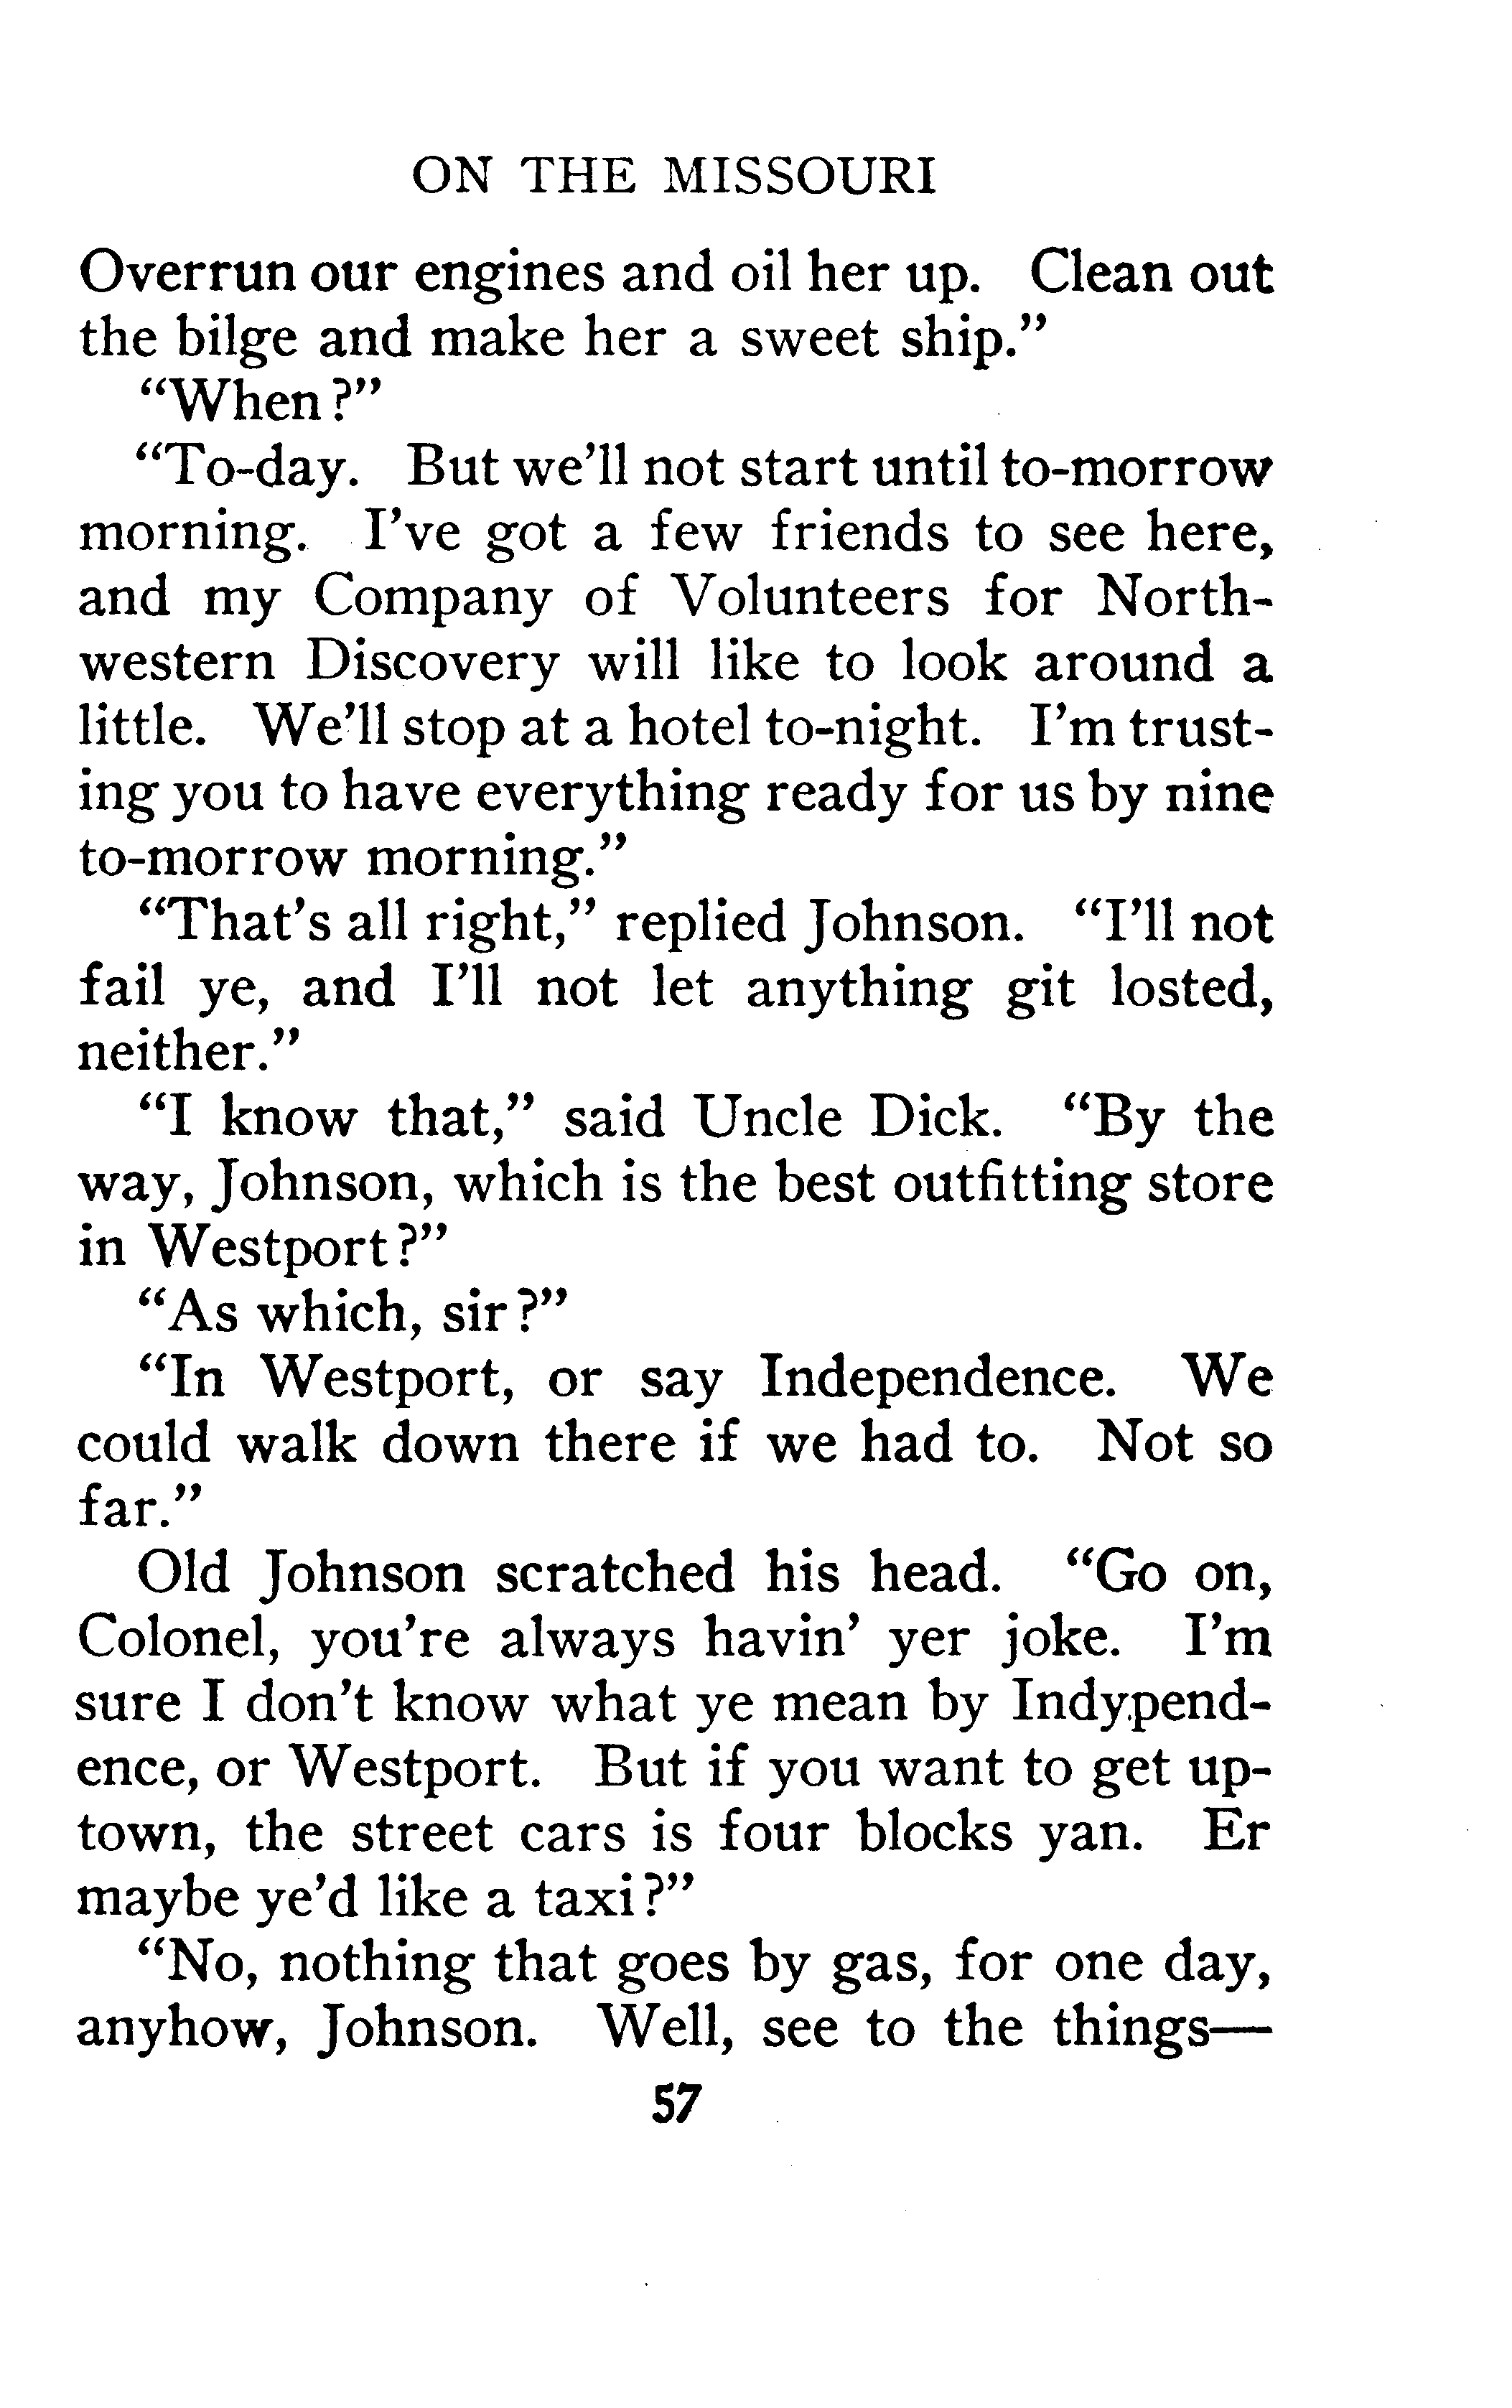 ON THE MISSOURI
Overrun our engines and oil her up. Clean out
the bilge and make her a sweet ship.”
“When?”
“To-day. But we'll not start until to-morrow
morning. I've got a few friends to see here,
and my Company of Volunteers for North-
western Discovery will like to look around a
little. We'll stop at a hotel to-night. I'm trust-
ing you to have everything ready for us by nine
to-morrow morning.”
“That's all right,” replied Johnson. “I'll not
fail ye, and I'll not let anything git losted,
neither.”
“I know that,” said Uncle Dick. “By the
way, Johnson, which is the best outfitting store
in Westport?”
“As which, sir?”
“In Westport, or say Independence. We
could walk down there if we had to. Not so
far.”
Old Johnson scratched his head. “Go on,
Colonel, you're always havin' yer joke. I'm
sure I don't know what ye mean by Indypend-
ence, or Westport. But if you want to get up-
town, the street cars is four blocks yan. Er
maybe ye'd like a taxi?”
“No, nothing that goes by gas, for one day,
anyhow, Johnson. Well, see to the things—
57